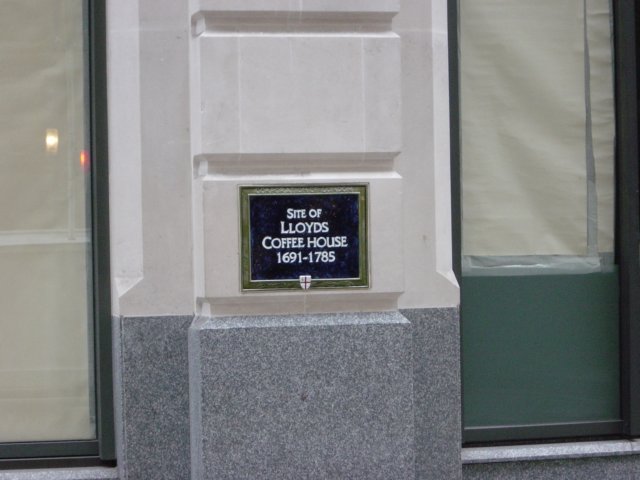 SITE OF
LLOYDS
COFFEE HOUSE
1691-1785